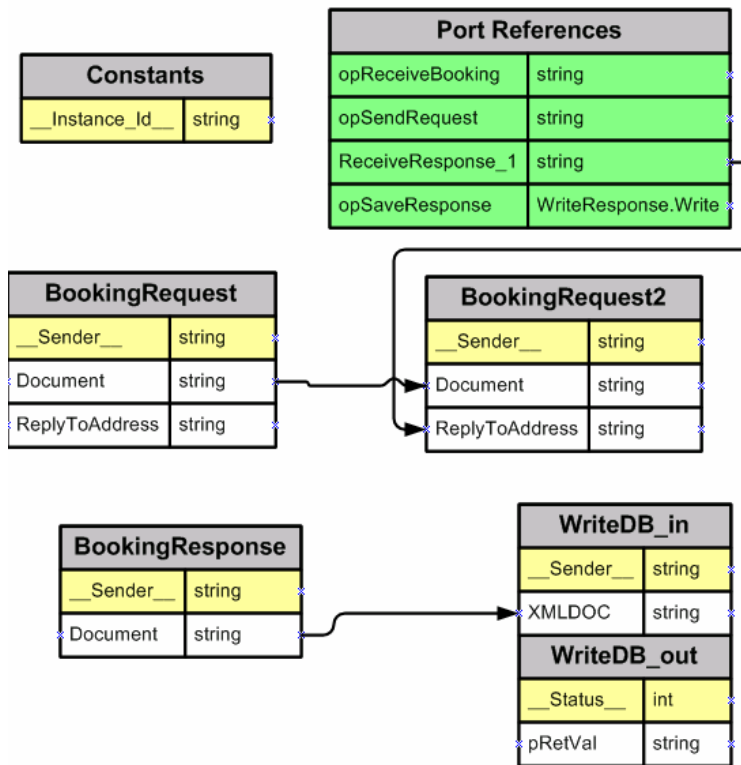 Port References
opReceiveBooking string
opSendRequest string
ReceiveResponse_1 string
opSaveResponse WriteResponse.Write
Constants
__Instance_Id__ string
BookingRequest
__Sender__ string
Document string
ReplyToAddress string
BookingRequest2
__Sender__ string
Document string
ReplyToAddress string
BookingResponse
__Sender__ string
Document string
WriteDB_in
__Sender__ string
XMLDOC string
WriteDB_out
__Status__ int
pRetVal string